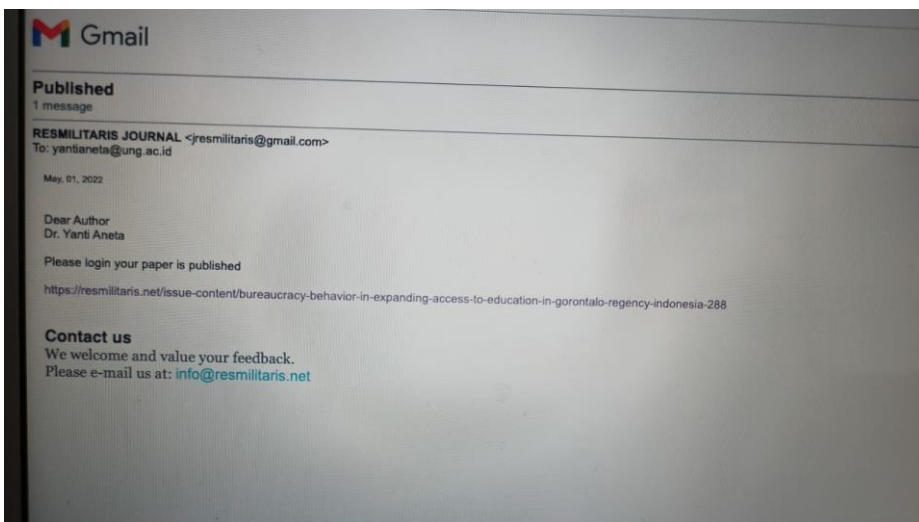 Gmail
Published
1 message
RESMILITARIS JOURNAL <jresmilitaris@gmail.com>
To: yantianeta@ung.ac.id
May, 01, 2022
Dear Author
Dr. Yanti Aneta
Please login your paper is published
https://resmilitaris.net/issue-content/bureaucracy-behavior-in-expanding-access-to-education-in-gorontalo-regency-indonesia-288
Contact us
We welcome and value your feedback.
Please e-mail us at: info@resmilitaris.net